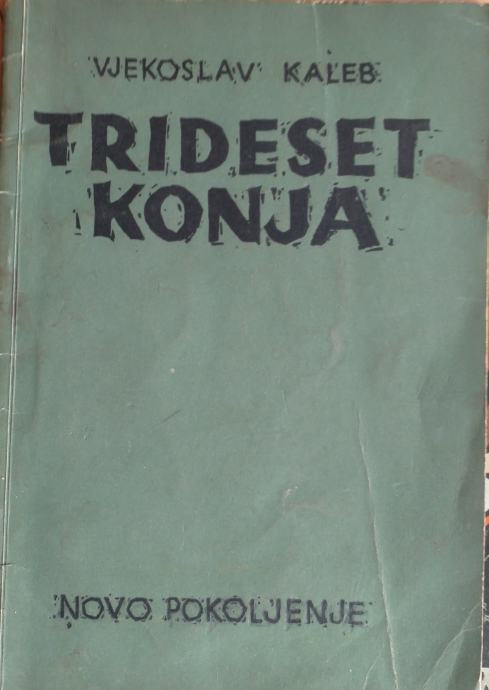 VJEKOSLAV KALEB
TRIDESET
KONJA
NOVO POKOLJENJE